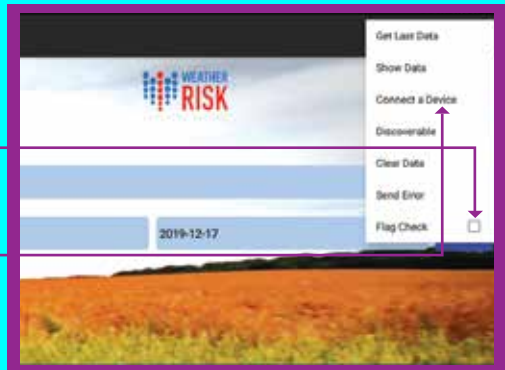 Get Last Data
Show Data
WEATHER
RISK
Connect a Device
Discoverable
Clear Data
Send Error
2019-12-17
Flag Check